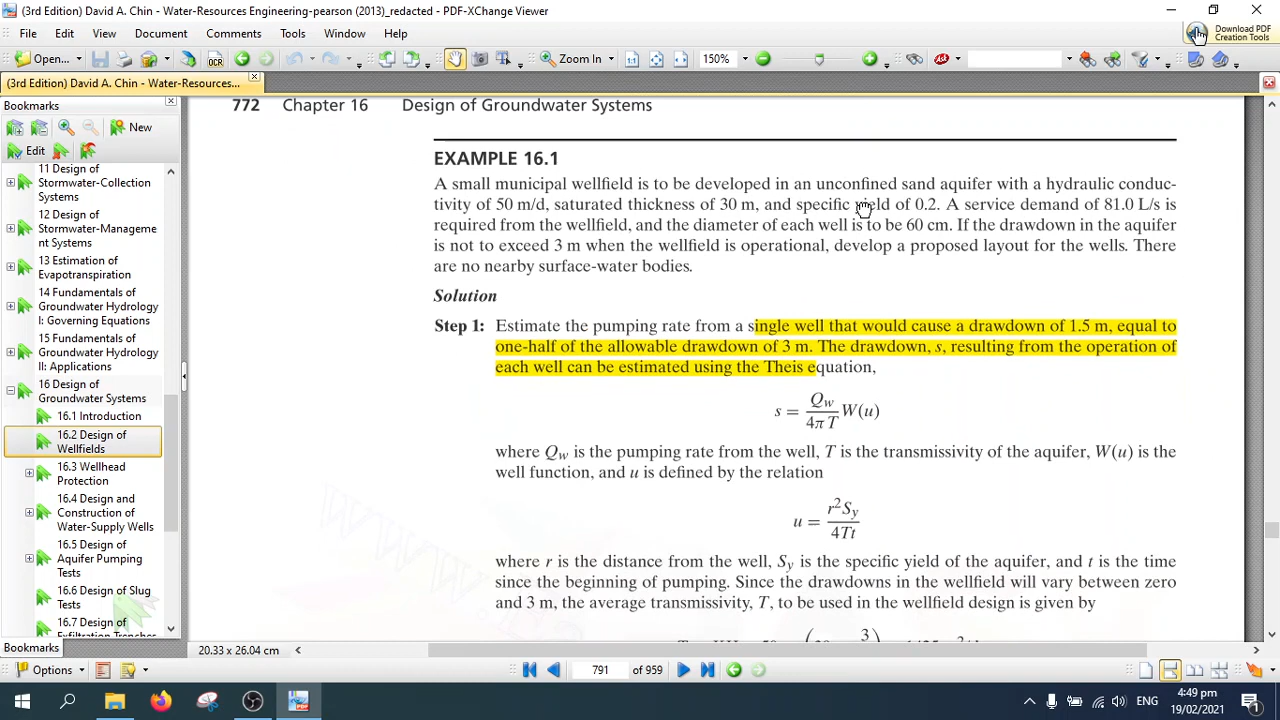 (3rd Edition) David A. Chin - Water-Resources Engineering-pearson (2013)_redacted - PDF-XChange Viewer
File Edit View Document Comments Tools Window Help
Download PDF
Creation Tools
Open... OCR Zoom In 150%
(3rd Edition) David A. Chin - Water-Resources...
Bookmarks
New
Edit
11 Design of
Stormwater-Collection
Systems
12 Design of
Stormwater-Manageme
nt Systems
13 Estimation of
Evapotranspiration
14 Fundamentals of
Groundwater Hydrology
I: Governing Equations
15 Fundamentals of
Groundwater Hydrology
II: Applications
16 Design of
Groundwater Systems
16.1 Introduction
16.2 Design of
Wellfields
16.3 Wellhead
Protection
16.4 Design and
Construction of
Water-Supply Wells
16.5 Design of
Aquifer Pumping
Tests
16.6 Design of Slug
Tests
16.7 Design of
Exfiltration Trenches
Bookmarks
772 Chapter 16 Design of Groundwater Systems
EXAMPLE 16.1
A small municipal wellfield is to be developed in an unconfined sand aquifer with a hydraulic conduc-
tivity of 50 m/d, saturated thickness of 30 m, and specific yield of 0.2. A service demand of 81.0 L/s is
required from the wellfield, and the diameter of each well is to be 60 cm. If the drawdown in the aquifer
is not to exceed 3 m when the wellfield is operational, develop a proposed layout for the wells. There
are no nearby surface-water bodies.
Solution
Step 1: Estimate the pumping rate from a single well that would cause a drawdown of 1.5 m, equal to
one-half of the allowable drawdown of 3 m. The drawdown, s, resulting from the operation of
each well can be estimated using the Theis equation,
s = Qw/4πT W(u)
where Qw is the pumping rate from the well, T is the transmissivity of the aquifer, W(u) is the
well function, and u is defined by the relation
u = r²Sy/4Tt
where r is the distance from the well, Sy is the specific yield of the aquifer, and t is the time
since the beginning of pumping. Since the drawdowns in the wellfield will vary between zero
and 3 m, the average transmissivity, T, to be used in the wellfield design is given by
20.33 x 26.04 cm
Options 791 of 959
ENG
4:49 pm
19/02/2021